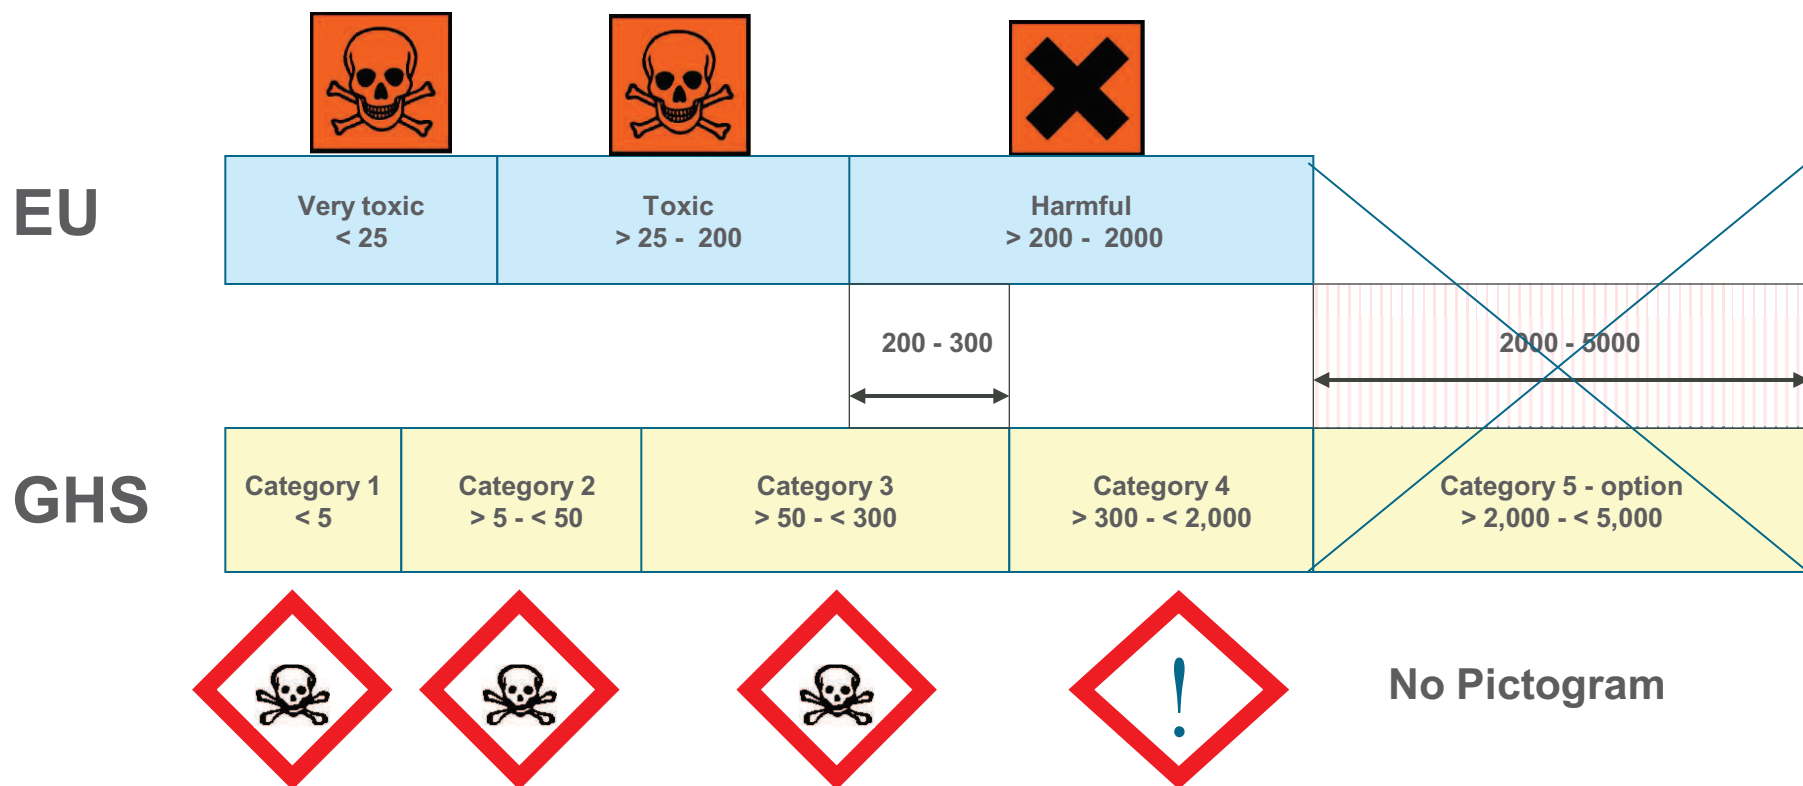 EU
Very toxic
< 25
Toxic
> 25 - 200
Harmful
> 200 - 2000
200 - 300
2000 - 5000
GHS
Category 1
< 5
Category 2
> 5 - < 50
Category 3
> 50 - < 300
Category 4
> 300 - < 2,000
Category 5 - option
> 2,000 - < 5,000
!
No Pictogram